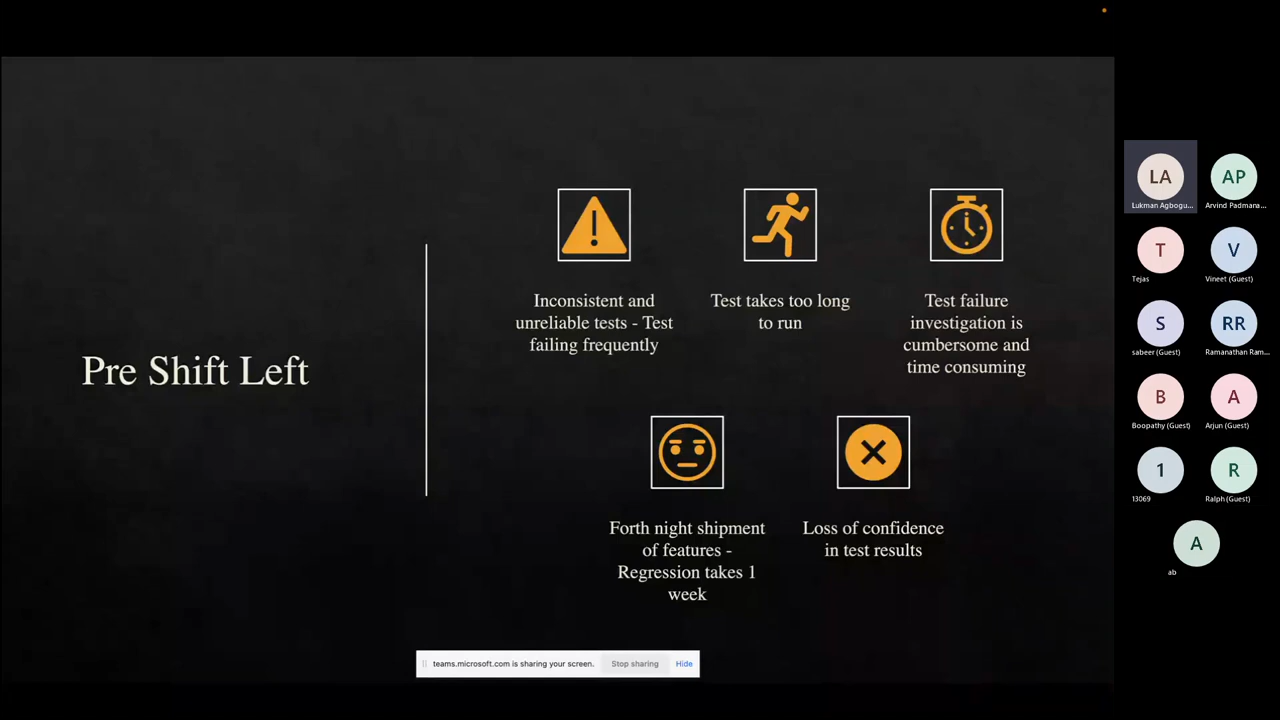 Pre Shift Left
Inconsistent and
unreliable tests - Test
failing frequently
Test takes too long
to run
Test failure
investigation is
cumbersome and
time consuming
Forth night shipment
of features -
Regression takes 1
week
Loss of confidence
in test results
teams.microsoft.com is sharing your screen.
Stop sharing
Hide
LA
Lukman Agbogu...
AP
Arvind Padmana...
T
Tejas
V
Vineet (Guest)
S
sabeer (Guest)
RR
Ramanathan Ram...
B
Boopathy (Guest)
A
Arjun (Guest)
1
13069
R
Ralph (Guest)
A
ab